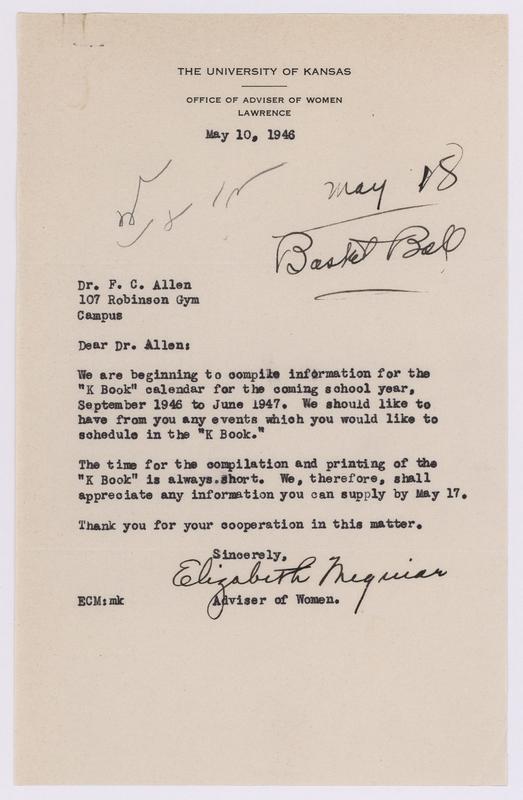 THE UNIVERSITY OF KANSAS
OFFICE OF ADVISER OF WOMEN
LAWRENCE
May 10, 1946
May 18
Basket Ball
Dr. F. C. Allen
107 Robinson Gym
Campus
Dear Dr. Allen:
We are beginning to compile information for the
"K Book" calendar for the coming school year,
September 1946 to June 1947. We should like to
have from you any events which you would like to
schedule in the "K Book."
The time for the compilation and printing of the
"K Book" is always short. We, therefore, shall
appreciate any information you can supply by May 17.
Thank you for your cooperation in this matter.
Sincerely,
Elizabeth Meguiar
ECM:mk Adviser of Women.